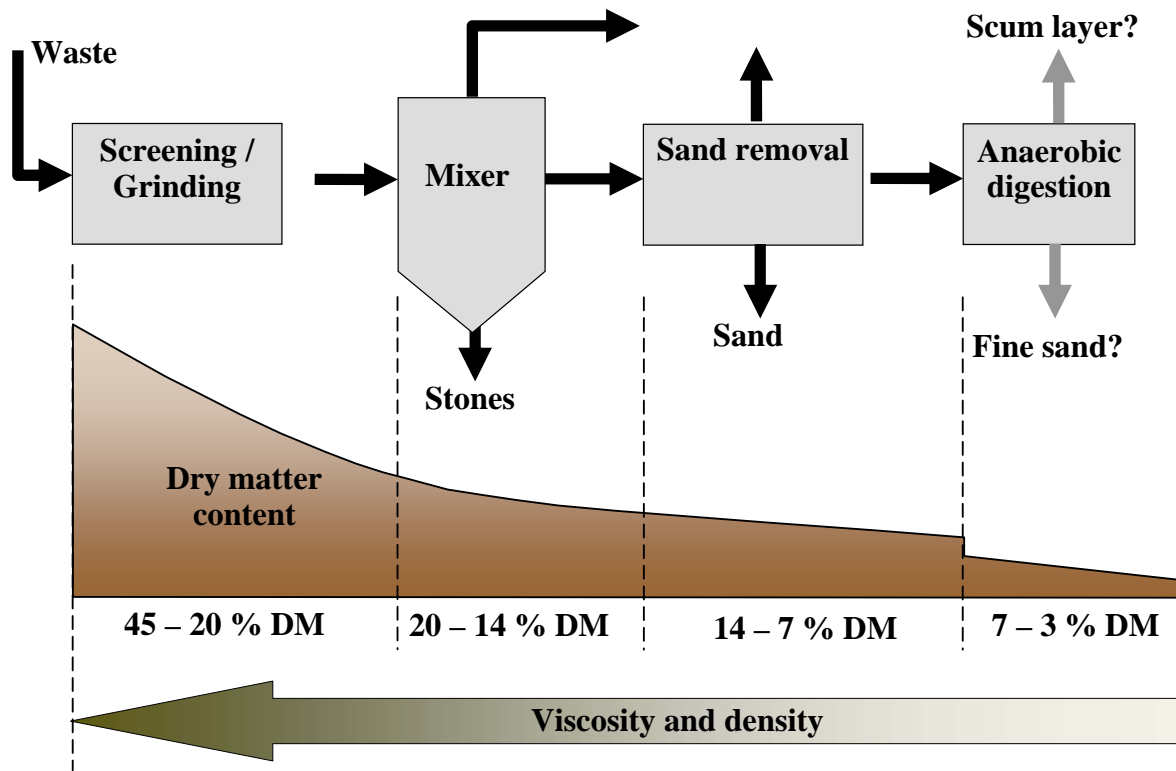 Scum layer?
Waste
Screening /
Grinding
Mixer
Sand removal
Anaerobic
digestion
Stones
Sand
Fine sand?
Dry matter
content
45 – 20 % DM
20 – 14 % DM
14 – 7 % DM
7 – 3 % DM
Viscosity and density